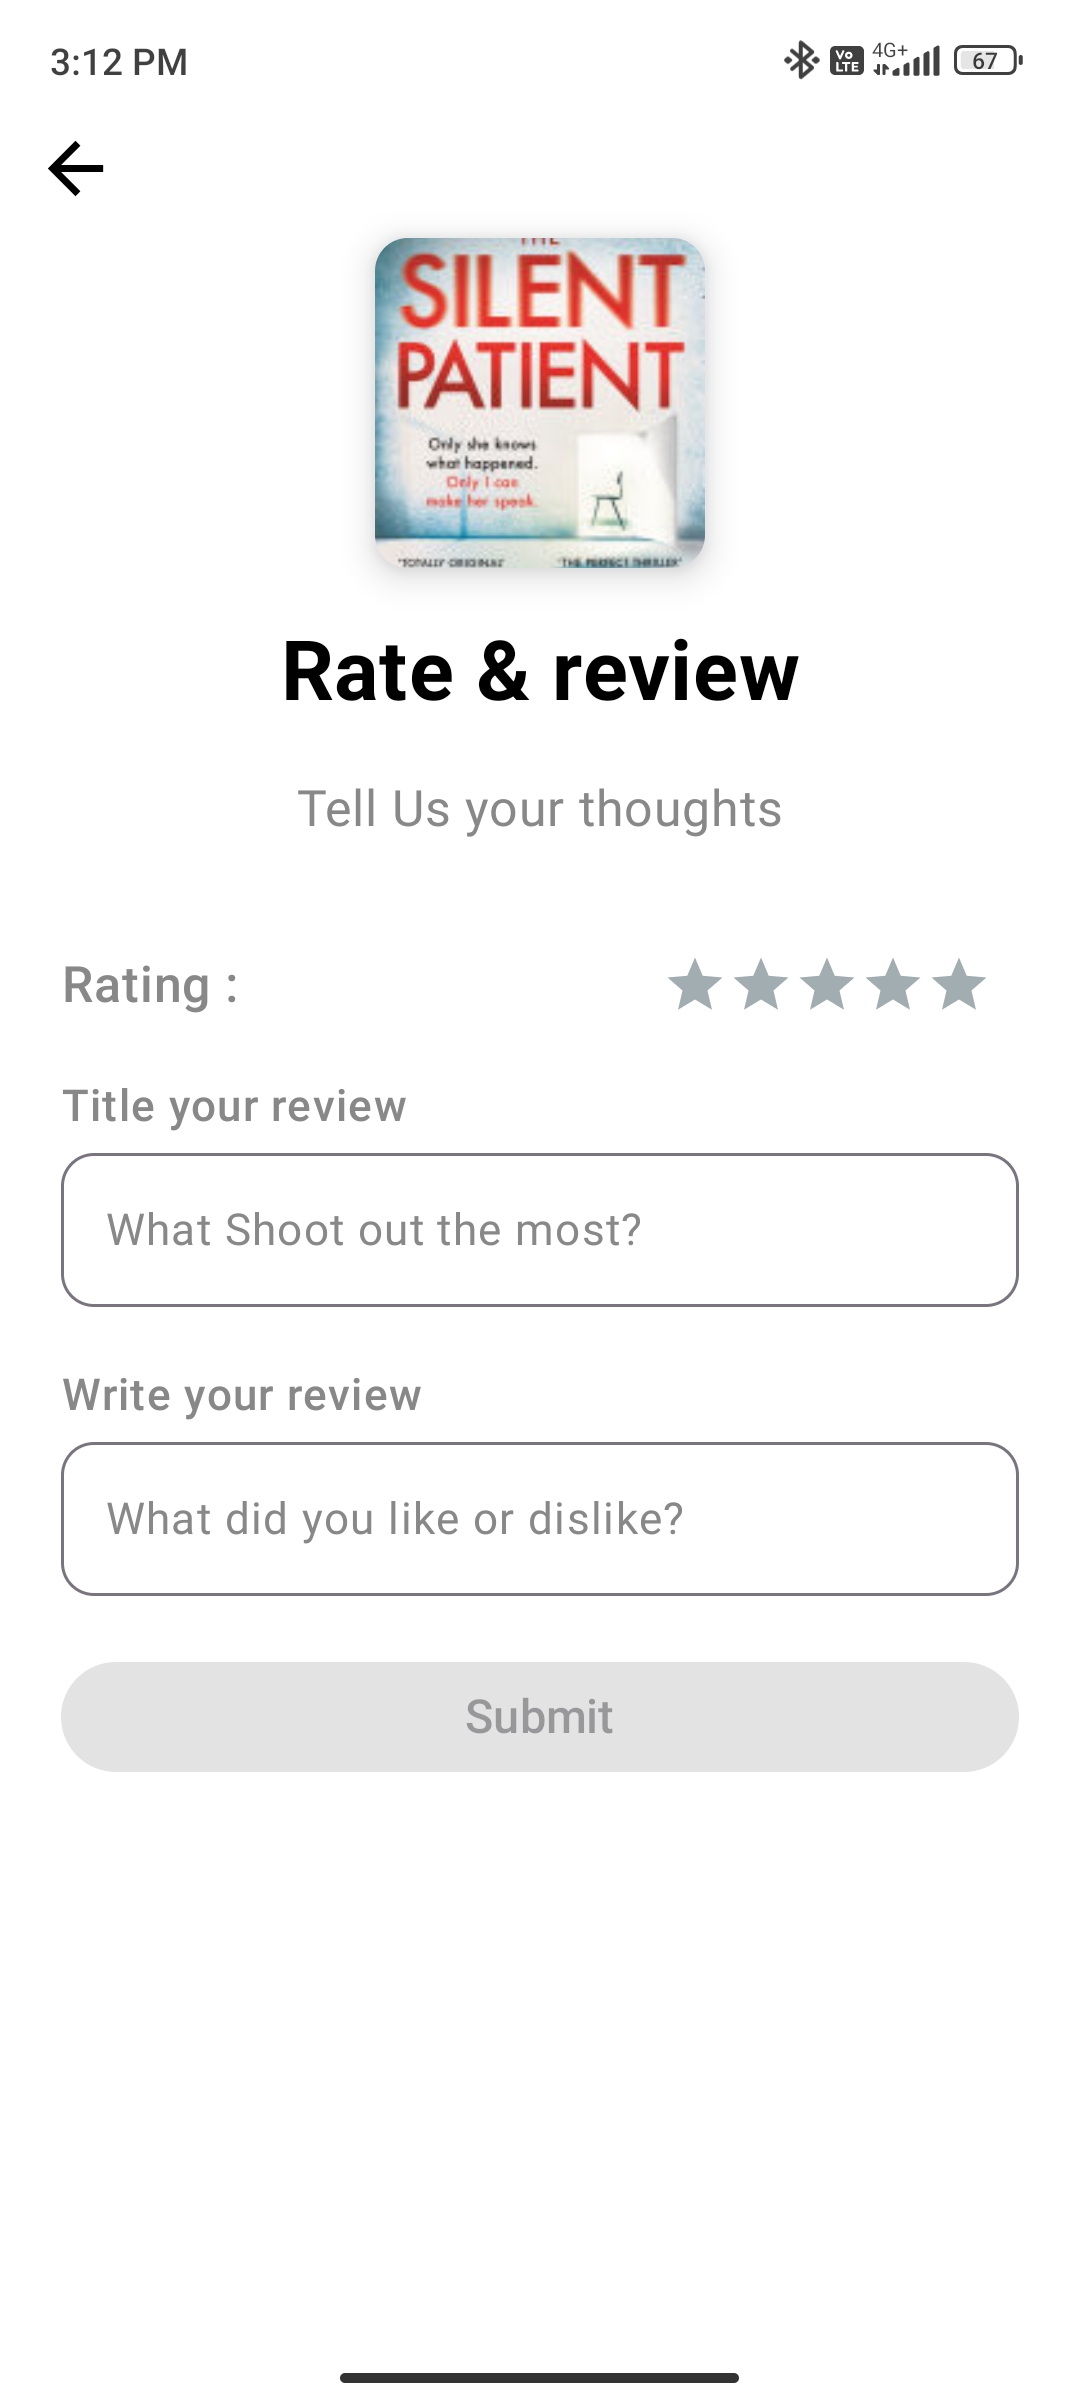 3:12 PM
Vo
LTE
4G+
67
THE
SILENT
PATIENT
Only she knows
what happened.
Only I can
make her speak.
"TOTALLY ORIGINAL" "THE PERFECT THRILLER"
Rate & review
Tell Us your thoughts
Rating :
Title your review
What Shoot out the most?
Write your review
What did you like or dislike?
Submit